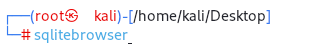 ┌──(root㉿kali)-[/home/kali/Desktop]
└─# sqlitebrowser